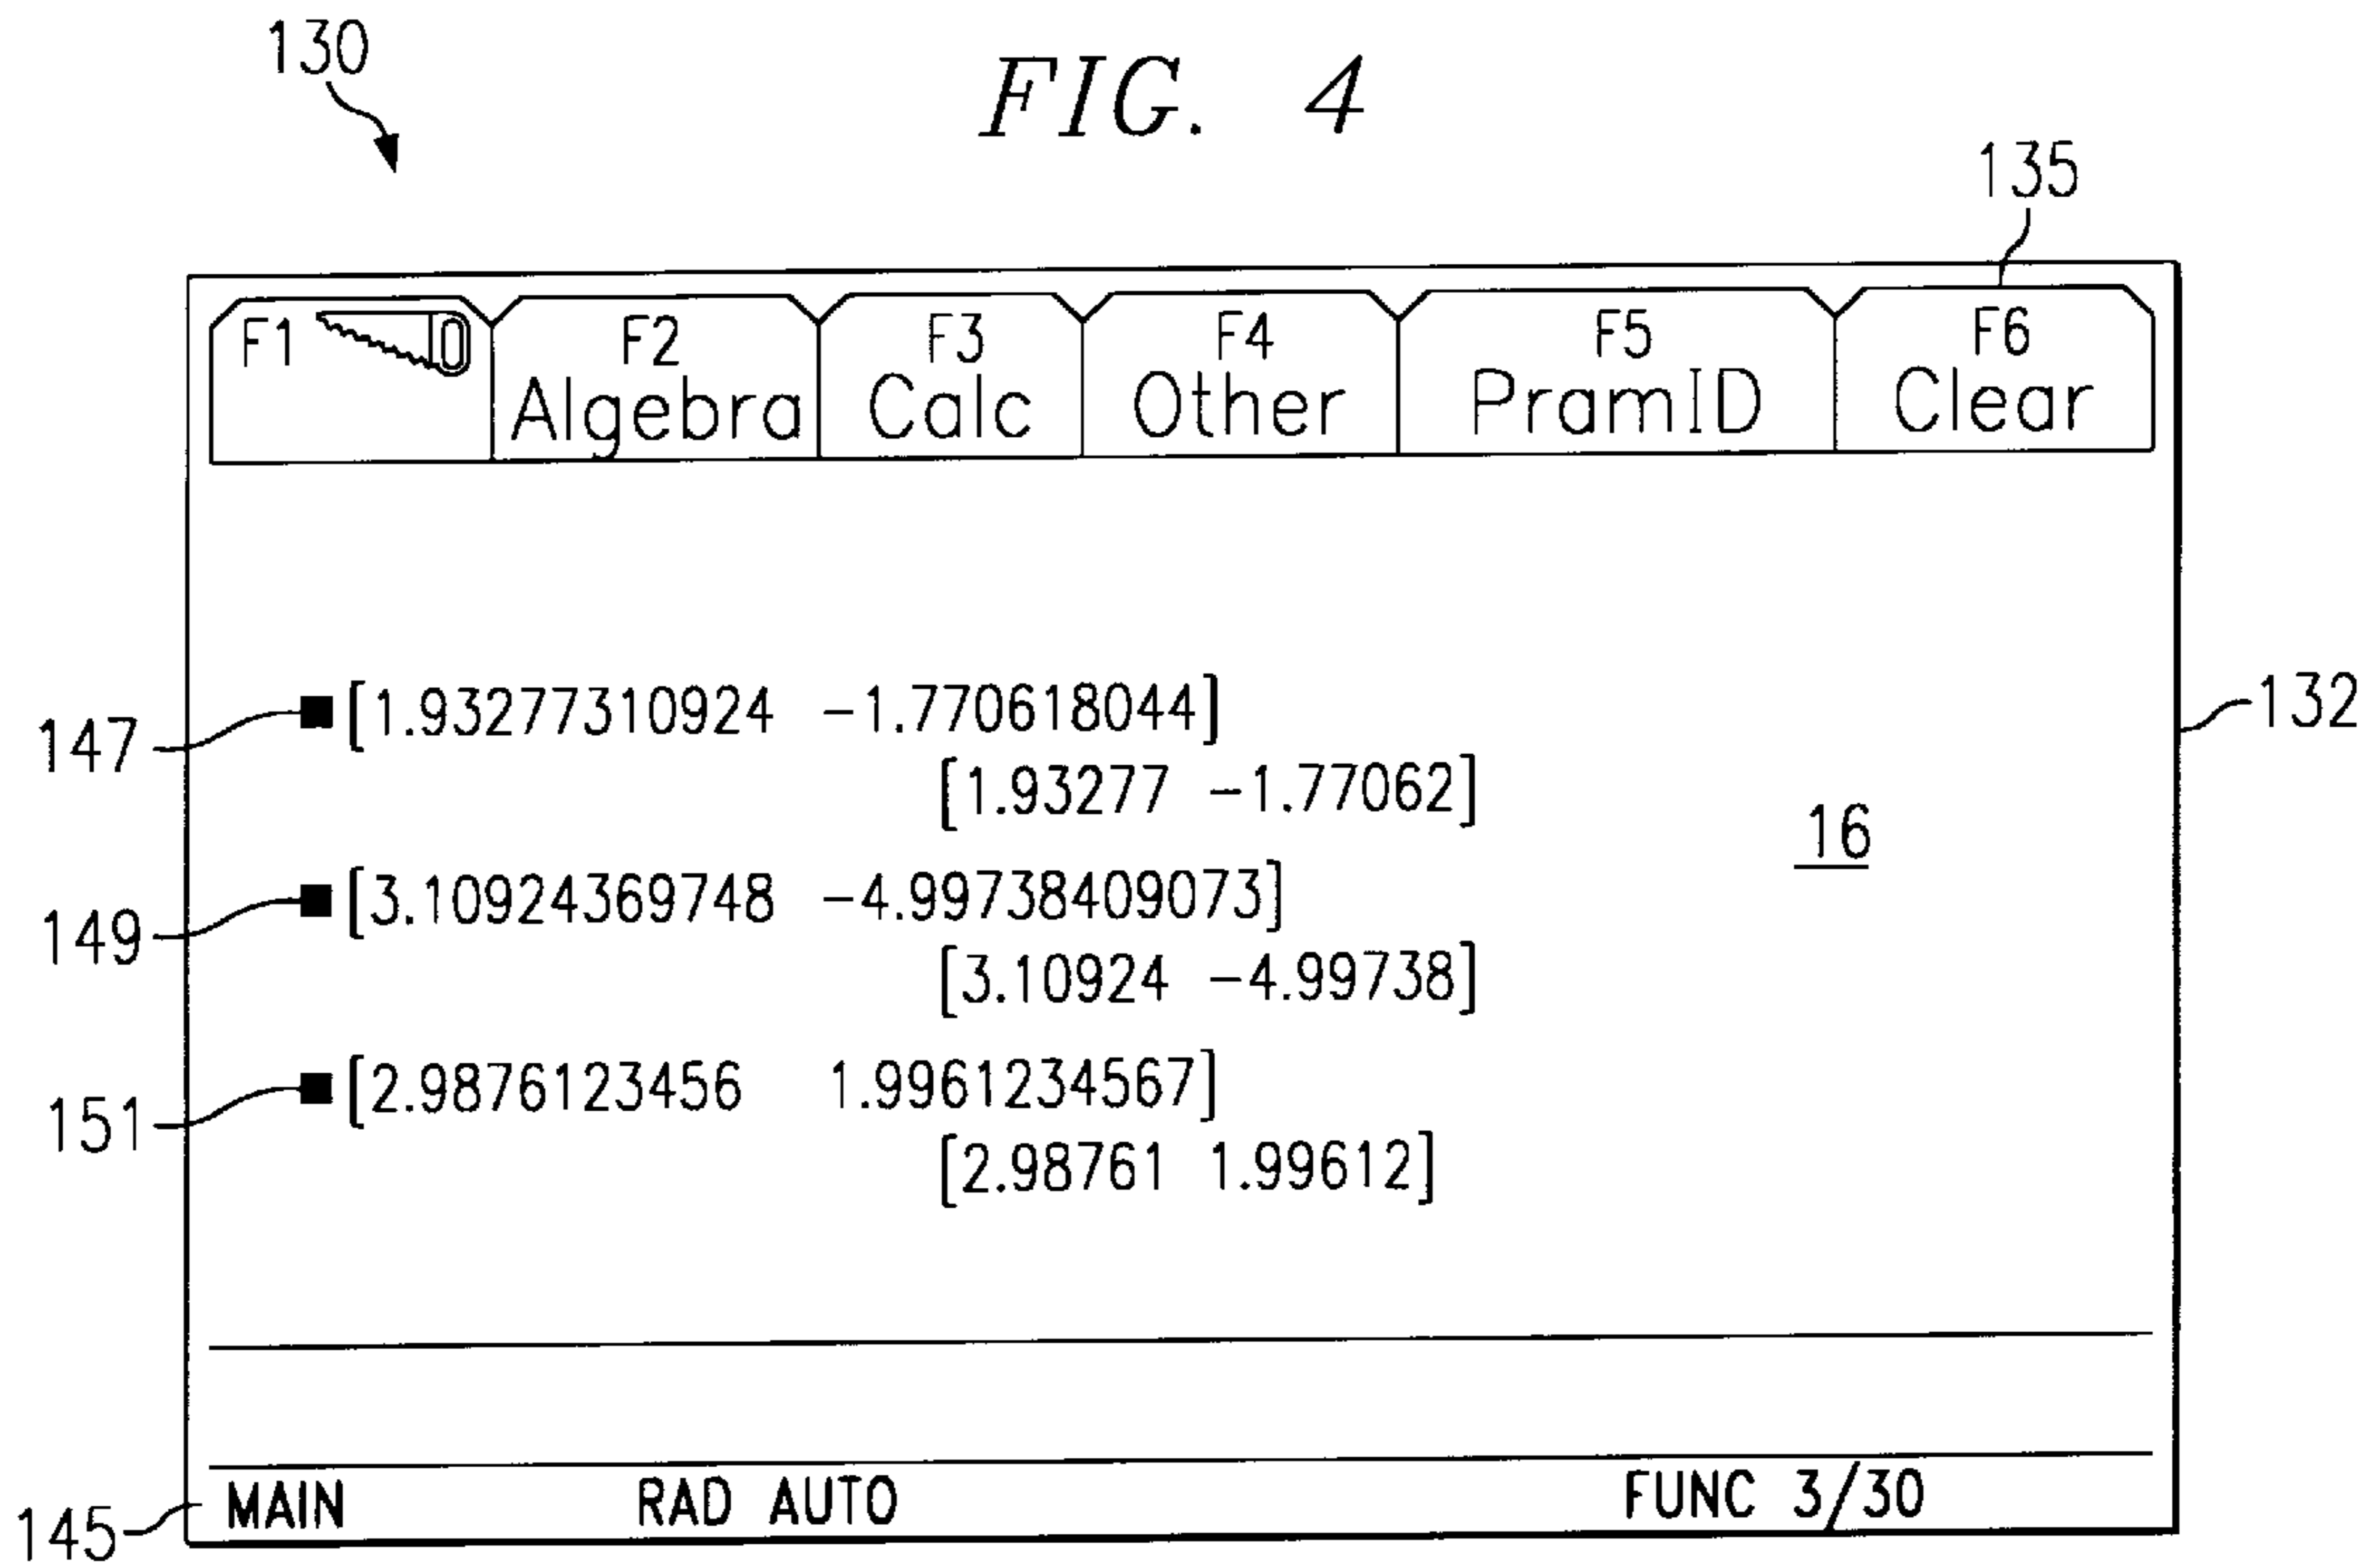 130
FIG. 4
135
F1 F2 F3 F4 F5 F6
Algebra Calc Other PramID Clear
147 [1.93277310924 -1.770618044]
[1.93277 -1.77062]
132
16
149 [3.10924369748 -4.99738409073]
[3.10924 -4.99738]
151 [2.9876123456 1.9961234567]
[2.98761 1.99612]
145 MAIN RAD AUTO FUNC 3/30